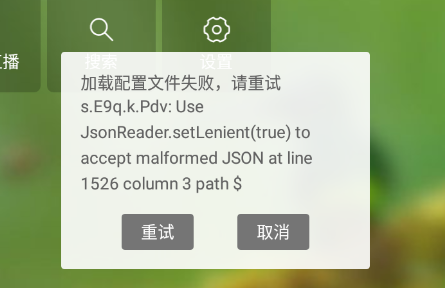 播
搜索
设置
加载配置文件失败，请重试
s.E9q.k.Pdv: Use
JsonReader.setLenient(true) to
accept malformed JSON at line
1526 column 3 path $
重试
取消